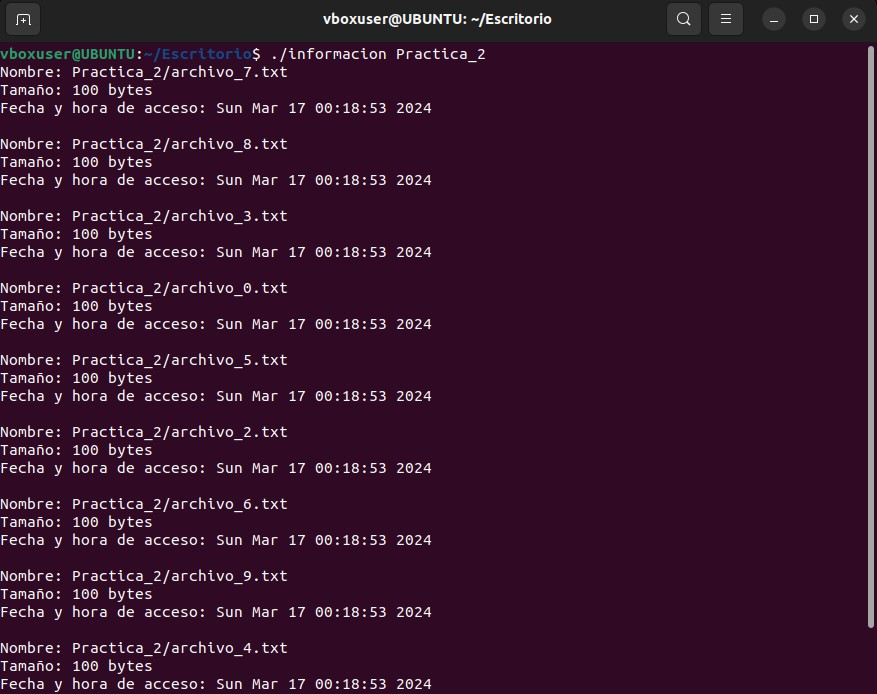 vboxuser@UBUNTU: ~/Escritorio
vboxuser@UBUNTU:~/Escritorio$ ./informacion Practica_2
Nombre: Practica_2/archivo_7.txt
Tamaño: 100 bytes
Fecha y hora de acceso: Sun Mar 17 00:18:53 2024

Nombre: Practica_2/archivo_8.txt
Tamaño: 100 bytes
Fecha y hora de acceso: Sun Mar 17 00:18:53 2024

Nombre: Practica_2/archivo_3.txt
Tamaño: 100 bytes
Fecha y hora de acceso: Sun Mar 17 00:18:53 2024

Nombre: Practica_2/archivo_0.txt
Tamaño: 100 bytes
Fecha y hora de acceso: Sun Mar 17 00:18:53 2024

Nombre: Practica_2/archivo_5.txt
Tamaño: 100 bytes
Fecha y hora de acceso: Sun Mar 17 00:18:53 2024

Nombre: Practica_2/archivo_2.txt
Tamaño: 100 bytes
Fecha y hora de acceso: Sun Mar 17 00:18:53 2024

Nombre: Practica_2/archivo_6.txt
Tamaño: 100 bytes
Fecha y hora de acceso: Sun Mar 17 00:18:53 2024

Nombre: Practica_2/archivo_9.txt
Tamaño: 100 bytes
Fecha y hora de acceso: Sun Mar 17 00:18:53 2024

Nombre: Practica_2/archivo_4.txt
Tamaño: 100 bytes
Fecha y hora de acceso: Sun Mar 17 00:18:53 2024